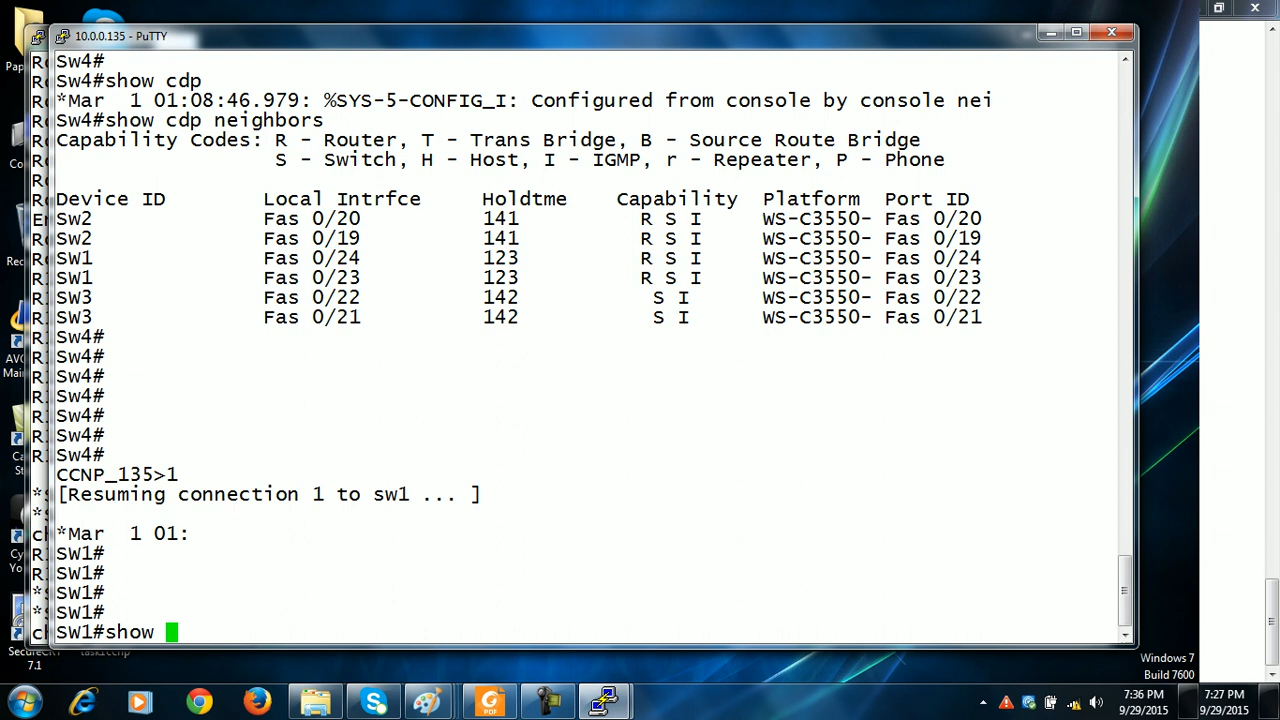 10.0.0.135 - PuTTY
Sw4#
Sw4#show cdp
*Mar  1 01:08:46.979: %SYS-5-CONFIG_I: Configured from console by console nei
Sw4#show cdp neighbors
Capability Codes: R - Router, T - Trans Bridge, B - Source Route Bridge
S - Switch, H - Host, I - IGMP, r - Repeater, P - Phone
Device ID Local Intrfce Holdtme Capability Platform Port ID
Sw2 Fas 0/20 141 R S I WS-C3550- Fas 0/20
Sw2 Fas 0/19 141 R S I WS-C3550- Fas 0/19
SW1 Fas 0/24 123 R S I WS-C3550- Fas 0/24
SW1 Fas 0/23 123 R S I WS-C3550- Fas 0/23
SW3 Fas 0/22 142 S I WS-C3550- Fas 0/22
SW3 Fas 0/21 142 S I WS-C3550- Fas 0/21
Sw4#
Sw4#
Sw4#
Sw4#
Sw4#
Sw4#
Sw4#
CCNP_135>1
[Resuming connection 1 to sw1 ... ]
*Mar  1 01:
SW1#
SW1#
SW1#
SW1#
SW1#show
7.1
Windows 7
Build 7600
PDF
7:36 PM
9/29/2015
7:27 PM
9/29/2015